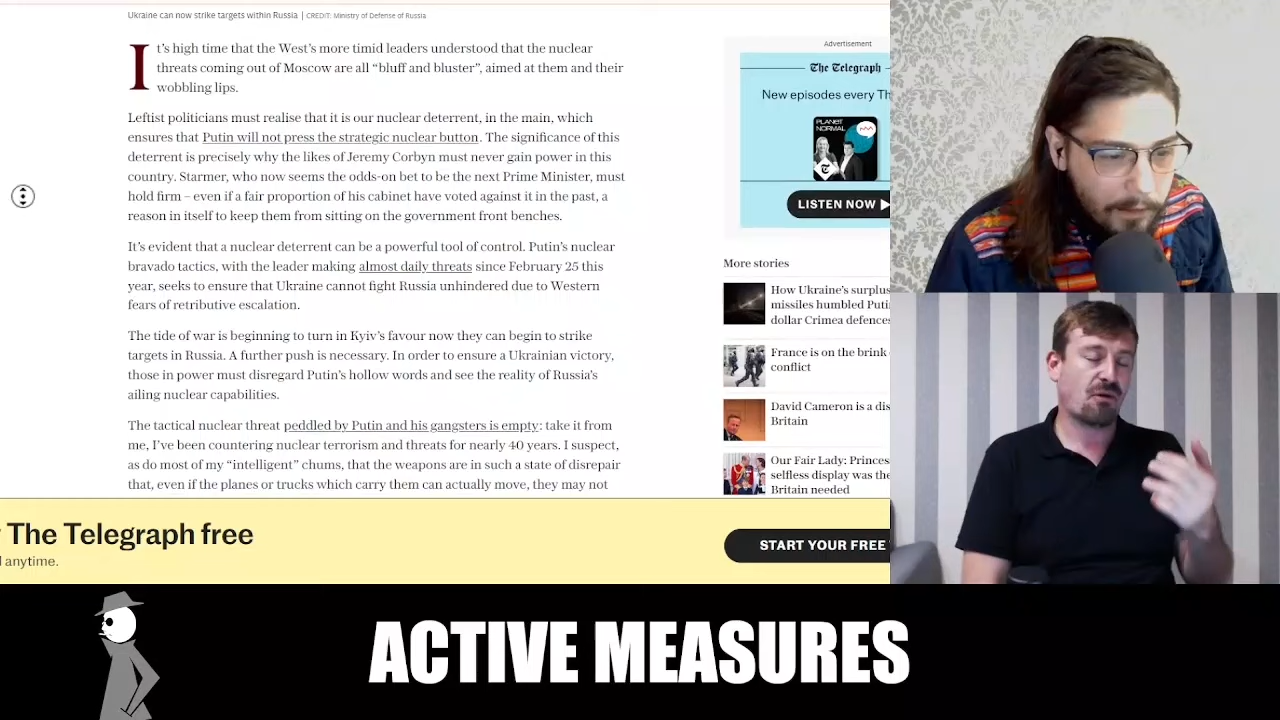 Ukraine can now strike targets within Russia | CREDIT: Ministry of Defense of Russia
It's high time that the West's more timid leaders understood that the nuclear
threats coming out of Moscow are all “bluff and bluster”, aimed at them and their
wobbling lips.
Leftist politicians must realise that it is our nuclear deterrent, in the main, which
ensures that Putin will not press the strategic nuclear button. The significance of this
deterrent is precisely why the likes of Jeremy Corbyn must never gain power in this
country. Starmer, who now seems the odds-on bet to be the next Prime Minister, must
hold firm – even if a fair proportion of his cabinet have voted against it in the past, a
reason in itself to keep them from sitting on the government front benches.
It's evident that a nuclear deterrent can be a powerful tool of control. Putin's nuclear
bravado tactics, with the leader making almost daily threats since February 25 this
year, seeks to ensure that Ukraine cannot fight Russia unhindered due to Western
fears of retributive escalation.
The tide of war is beginning to turn in Kyiv's favour now they can begin to strike
targets in Russia. A further push is necessary. In order to ensure a Ukrainian victory,
those in power must disregard Putin's hollow words and see the reality of Russia's
ailing nuclear capabilities.
The tactical nuclear threat peddled by Putin and his gangsters is empty: take it from
me, I've been countering nuclear terrorism and threats for nearly 40 years. I suspect,
as do most of my “intelligent” chums, that the weapons are in such a state of disrepair
that, even if the planes or trucks which carry them can actually move, they may not
Advertisement
The Telegraph
New episodes every Th
PLANET
NORMAL
LISTEN NOW
More stories
How Ukraine's surplus
missiles humbled Puti
dollar Crimea defences
France is on the brink
conflict
David Cameron is a dis
Britain
Our Fair Lady: Princes
selfless display was the
Britain needed
The Telegraph free
anytime.
START YOUR FREE
ACTIVE MEASURES